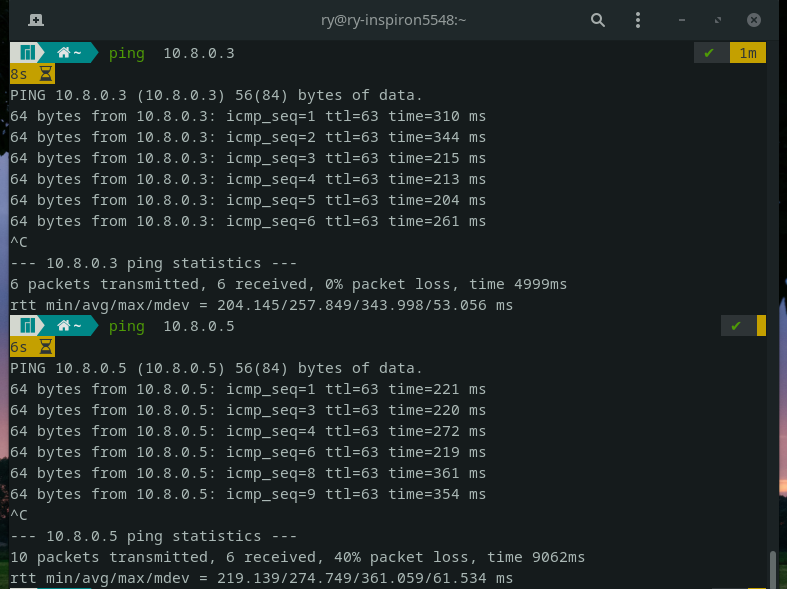 ry@ry-inspiron5548:~
~ ping 10.8.0.3 ✔ 1m
8s
PING 10.8.0.3 (10.8.0.3) 56(84) bytes of data.
64 bytes from 10.8.0.3: icmp_seq=1 ttl=63 time=310 ms
64 bytes from 10.8.0.3: icmp_seq=2 ttl=63 time=344 ms
64 bytes from 10.8.0.3: icmp_seq=3 ttl=63 time=215 ms
64 bytes from 10.8.0.3: icmp_seq=4 ttl=63 time=213 ms
64 bytes from 10.8.0.3: icmp_seq=5 ttl=63 time=204 ms
64 bytes from 10.8.0.3: icmp_seq=6 ttl=63 time=261 ms
^C
--- 10.8.0.3 ping statistics ---
6 packets transmitted, 6 received, 0% packet loss, time 4999ms
rtt min/avg/max/mdev = 204.145/257.849/343.998/53.056 ms
~ ping 10.8.0.5 ✔
6s
PING 10.8.0.5 (10.8.0.5) 56(84) bytes of data.
64 bytes from 10.8.0.5: icmp_seq=1 ttl=63 time=221 ms
64 bytes from 10.8.0.5: icmp_seq=3 ttl=63 time=220 ms
64 bytes from 10.8.0.5: icmp_seq=4 ttl=63 time=272 ms
64 bytes from 10.8.0.5: icmp_seq=6 ttl=63 time=219 ms
64 bytes from 10.8.0.5: icmp_seq=8 ttl=63 time=361 ms
64 bytes from 10.8.0.5: icmp_seq=9 ttl=63 time=354 ms
^C
--- 10.8.0.5 ping statistics ---
10 packets transmitted, 6 received, 40% packet loss, time 9062ms
rtt min/avg/max/mdev = 219.139/274.749/361.059/61.534 ms